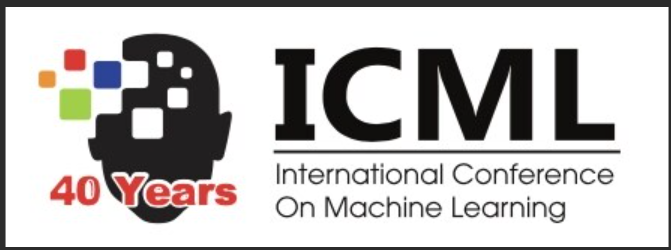 ICML
International Conference
On Machine Learning
40 Years